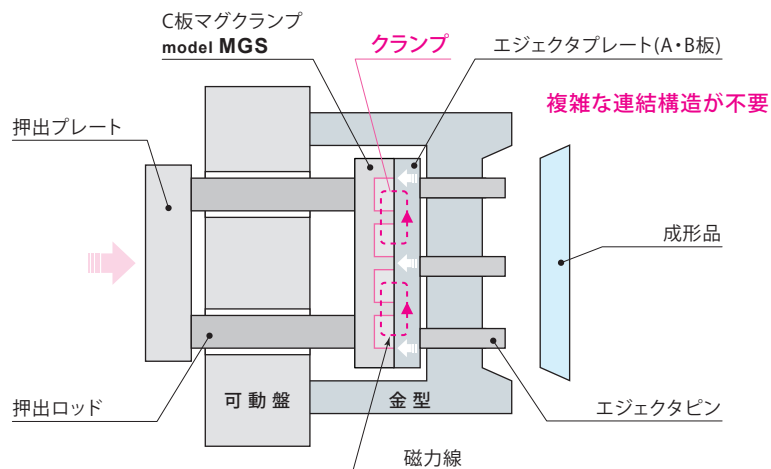 C板マグクランプ
model MGS
クランプ
エジェクタプレート(A・B板)
複雑な連結構造が不要
押出プレート
成形品
押出ロッド
可動盤
金型
エジェクタピン
磁力線